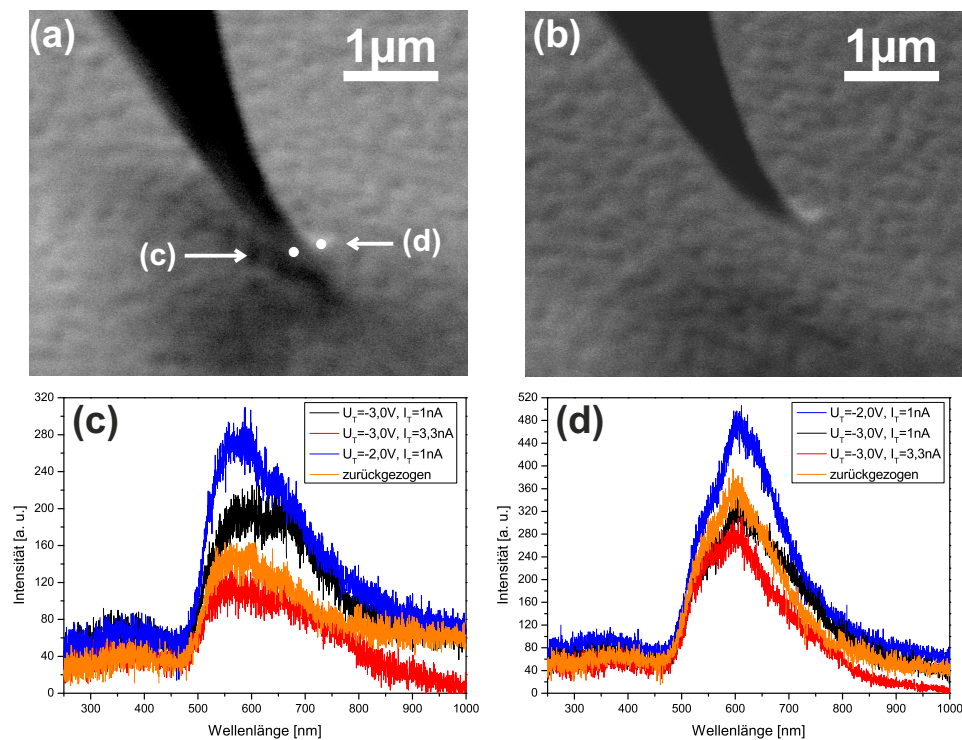 (a)
1µm
(b)
1µm
(c)
(d)
(c)
U_T=-3,0V, I_T=1nA
U_T=-3,0V, I_T=3,3nA
U_T=-2,0V, I_T=1nA
zurückgezogen
Intensität [a. u.]
320
280
240
200
160
120
80
40
0
300 400 500 600 700 800 900 1000
Wellenlänge [nm]
(d)
U_T=-2,0V, I_T=1nA
U_T=-3,0V, I_T=1nA
U_T=-3,0V, I_T=3,3nA
zurückgezogen
Intensität [a. u.]
520
480
440
400
360
320
280
240
200
160
120
80
40
0
300 400 500 600 700 800 900 1000
Wellenlänge [nm]